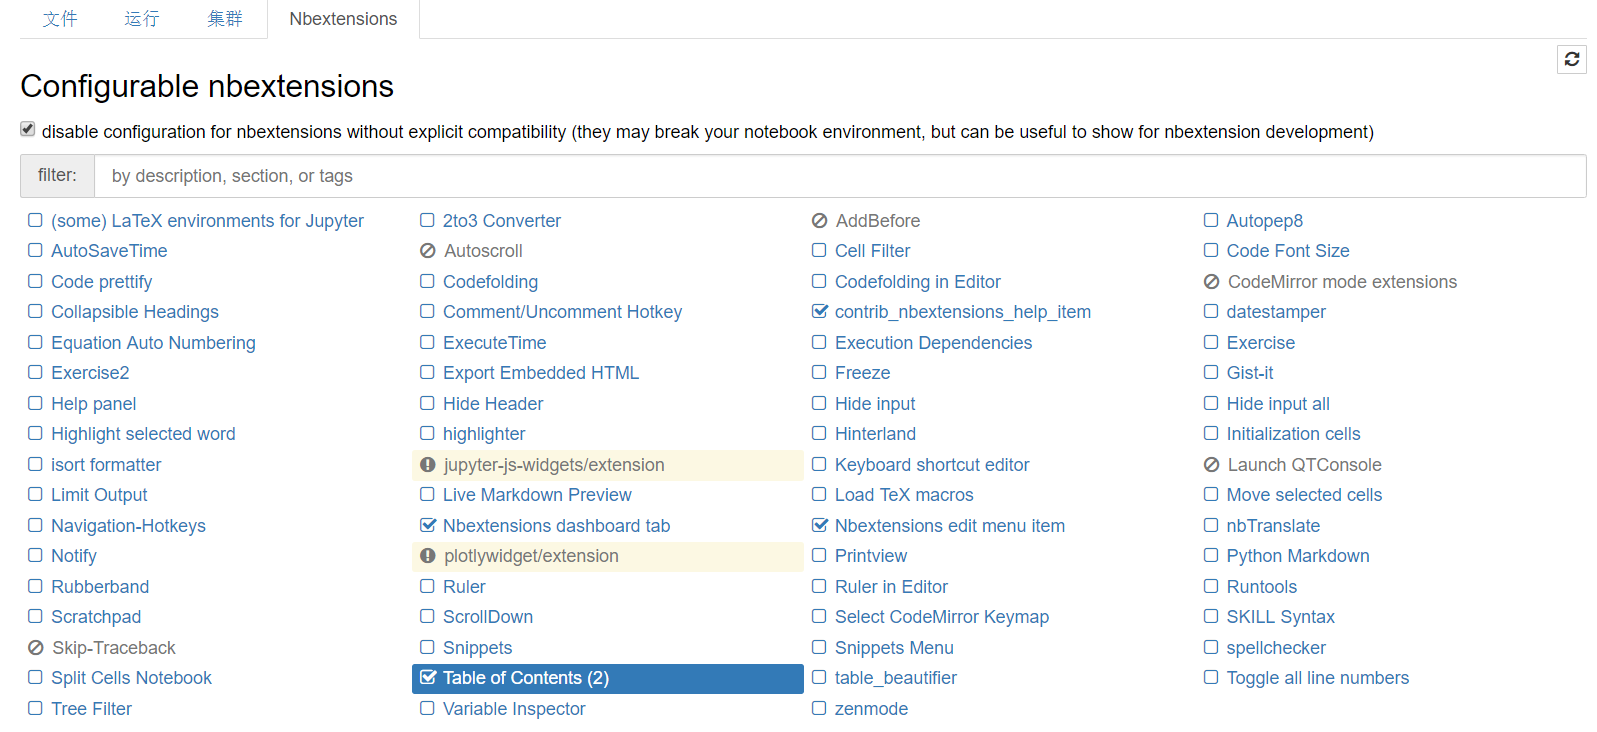 文件 运行 集群 Nbextensions
Configurable nbextensions
disable configuration for nbextensions without explicit compatibility (they may break your notebook environment, but can be useful to show for nbextension development)
filter: by description, section, or tags
(some) LaTeX environments for Jupyter 2to3 Converter AddBefore Autopep8
AutoSaveTime Autoscroll Cell Filter Code Font Size
Code prettify Codefolding Codefolding in Editor CodeMirror mode extensions
Collapsible Headings Comment/Uncomment Hotkey contrib_nbextensions_help_item datestamper
Equation Auto Numbering ExecuteTime Execution Dependencies Exercise
Exercise2 Export Embedded HTML Freeze Gist-it
Help panel Hide Header Hide input Hide input all
Highlight selected word highlighter Hinterland Initialization cells
isort formatter jupyter-js-widgets/extension Keyboard shortcut editor Launch QTConsole
Limit Output Live Markdown Preview Load TeX macros Move selected cells
Navigation-Hotkeys Nbextensions dashboard tab Nbextensions edit menu item nbTranslate
Notify plotlywidget/extension Printview Python Markdown
Rubberband Ruler Ruler in Editor Runtools
Scratchpad ScrollDown Select CodeMirror Keymap SKILL Syntax
Skip-Traceback Snippets Snippets Menu spellchecker
Split Cells Notebook Table of Contents (2) table_beautifier Toggle all line numbers
Tree Filter Variable Inspector zenmode